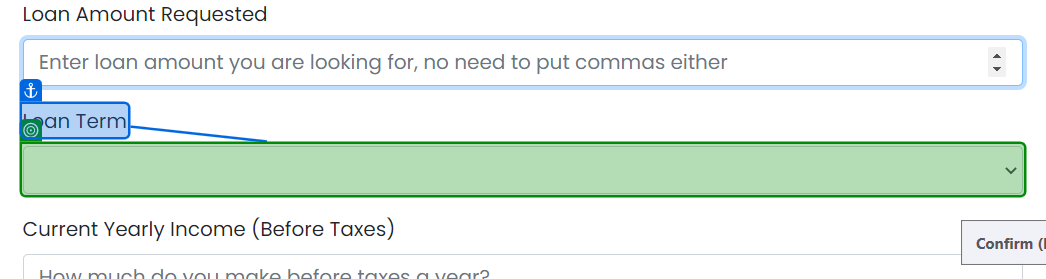 Loan Amount Requested
Enter loan amount you are looking for, no need to put commas either
Loan Term
Current Yearly Income (Before Taxes)
Confirm (
How much do you make before taxes a year?